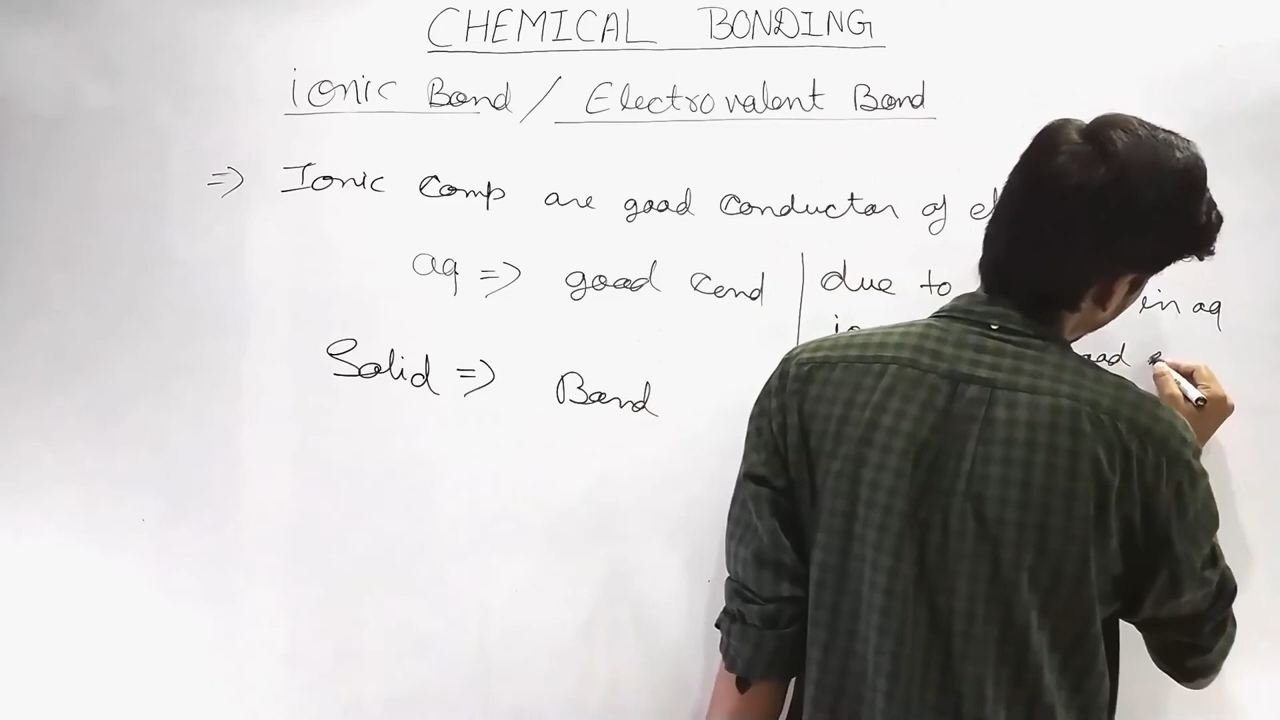 CHEMICAL BONDING
ionic Bond / Electrovalent Bond
=> Ionic Comp are good conductor of
aq => good Cond
due to in aq
Solid => Band